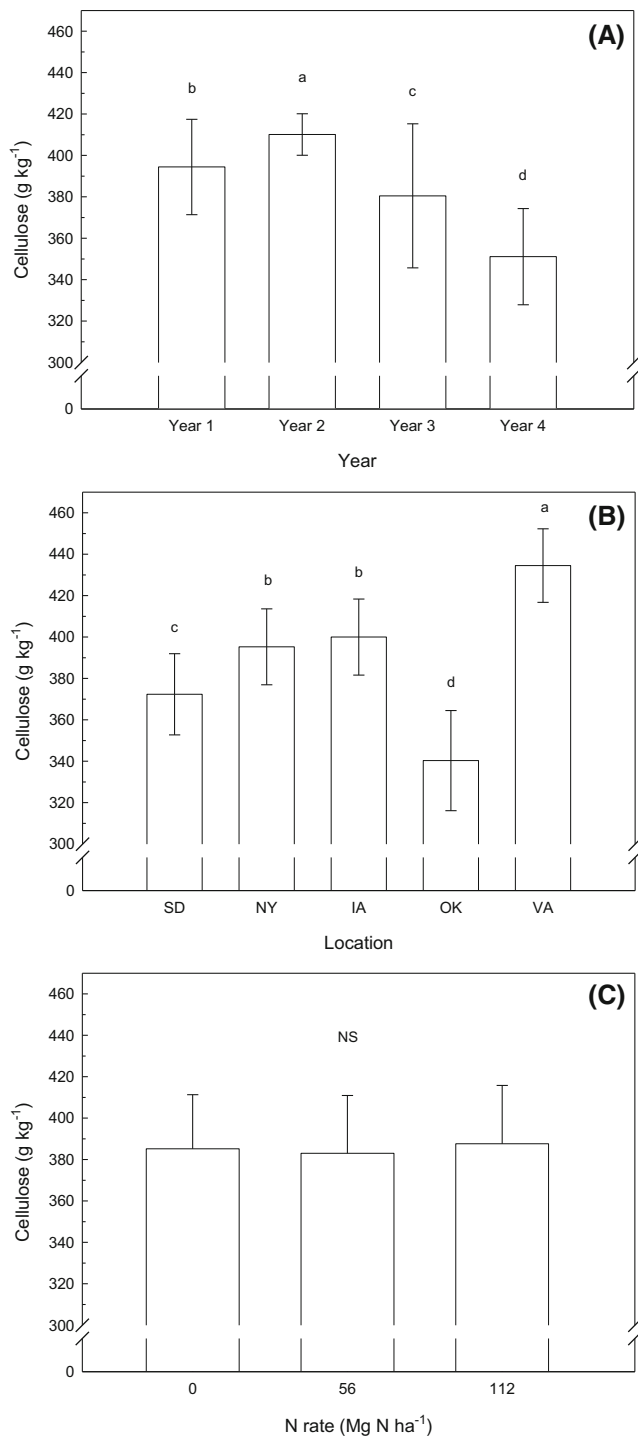 (A)
460
440
420
400
380
360
340
320
300
0
Cellulose (g kg⁻¹)
b
a
c
d
Year 1 Year 2 Year 3 Year 4
Year
(B)
460
440
420
400
380
360
340
320
300
0
Cellulose (g kg⁻¹)
c
b
b
d
a
SD NY IA OK VA
Location
(C)
460
440
420
400
380
360
340
320
300
0
Cellulose (g kg⁻¹)
NS
0 56 112
N rate (Mg N ha⁻¹)